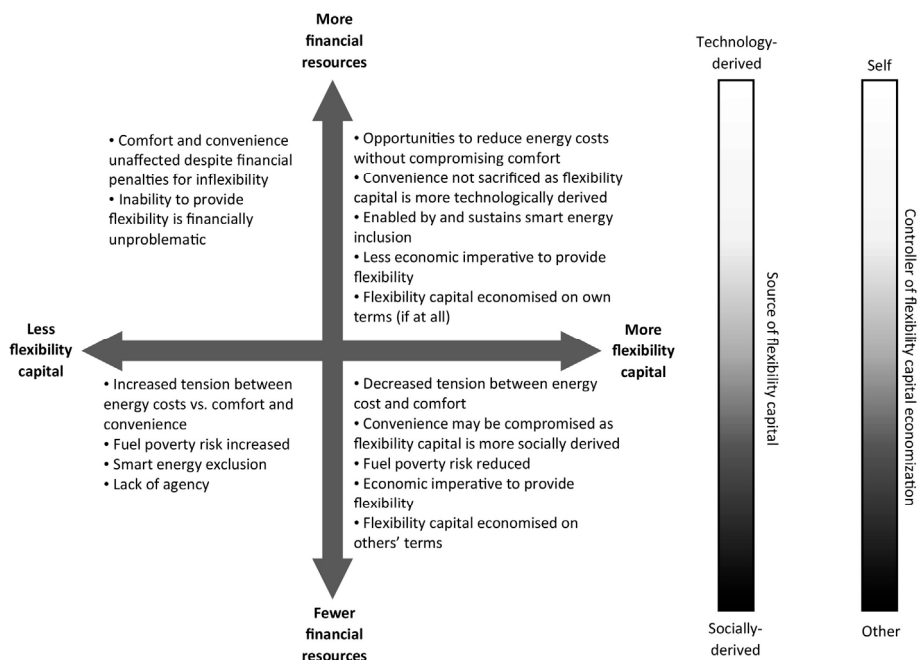 More
financial
resources
• Comfort and convenience
unaffected despite financial
penalties for inflexibility
• Inability to provide
flexibility is financially
unproblematic
• Opportunities to reduce energy costs
without compromising comfort
• Convenience not sacrificed as flexibility
capital is more technologically derived
• Enabled by and sustains smart energy
inclusion
• Less economic imperative to provide
flexibility
• Flexibility capital economised on own
terms (if at all)
Less
flexibility
capital
More
flexibility
capital
• Increased tension between
energy costs vs. comfort and
convenience
• Fuel poverty risk increased
• Smart energy exclusion
• Lack of agency
• Decreased tension between energy
cost and comfort
• Convenience may be compromised as
flexibility capital is more socially derived
• Fuel poverty risk reduced
• Economic imperative to provide
flexibility
• Flexibility capital economised on
others' terms
Fewer
financial
resources
Technology-
derived
Source of flexibility capital
Socially-
derived
Self
Controller of flexibility capital economization
Other